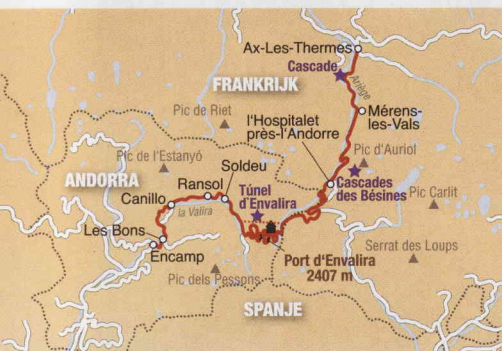 Ax-Les-Thermes
Cascade
Ariège
FRANKRIJK
Mérens-
les-Vals
Pic de Riet
l'Hospitalet
près-l'Andorre
Pic d'Auriol
Pic de l'Estanyó
Soldeu
ANDORRA
Ransol
Túnel
d'Envalira
Cascades
des Bésines
Pic Carlit
Canillo
la Valira
Les Bons
Encamp
Serrat des Loups
Port d'Envalira
2407 m
Pic dels Pessons
SPANJE